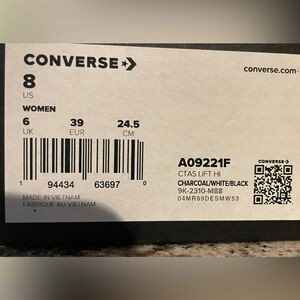 CONVERSE
converse.com
8
US
WOMEN
6 39 24.5
UK EUR CM
1 94434 63697 0
A09221F
CTAS LIFT HI
CHARCOAL/WHITE/BLACK
9K-2310-M88
04MR89DESMW53
CONVERSE
MADE IN VIETNAM
FABRIQUE AU VIETNAM